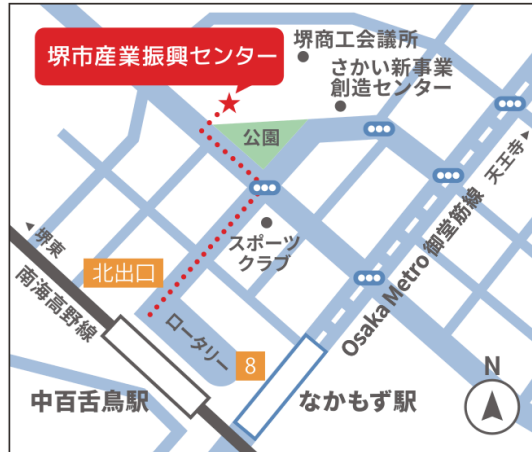 堺市産業振興センター
堺商工会議所
さかい新事業
創造センター
公園
天王寺
Osaka Metro 御堂筋線
スポーツ
クラブ
堺東
北出口
南海高野線
ロータリー
8
N
中百舌鳥駅
なかもず駅